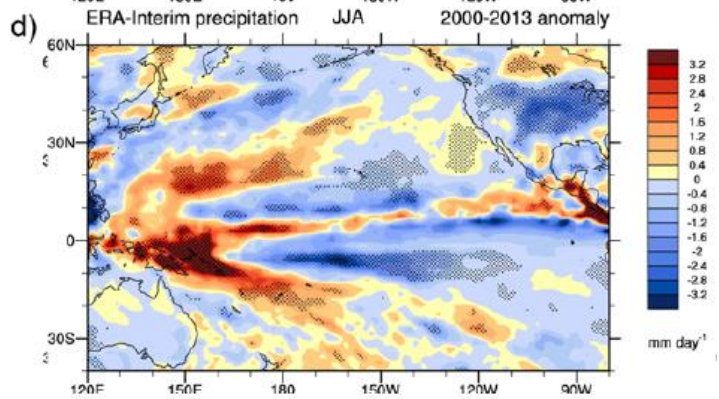 d)
ERA-Interim precipitation JJA 2000-2013 anomaly
60N
30N
0
30S
120E 150E 180 150W 120W 90W
3.2
2.8
2.4
2
1.6
1.2
0.8
0.4
0
-0.4
-0.8
-1.2
-1.6
-2
-2.4
-2.8
-3.2
mm day⁻¹